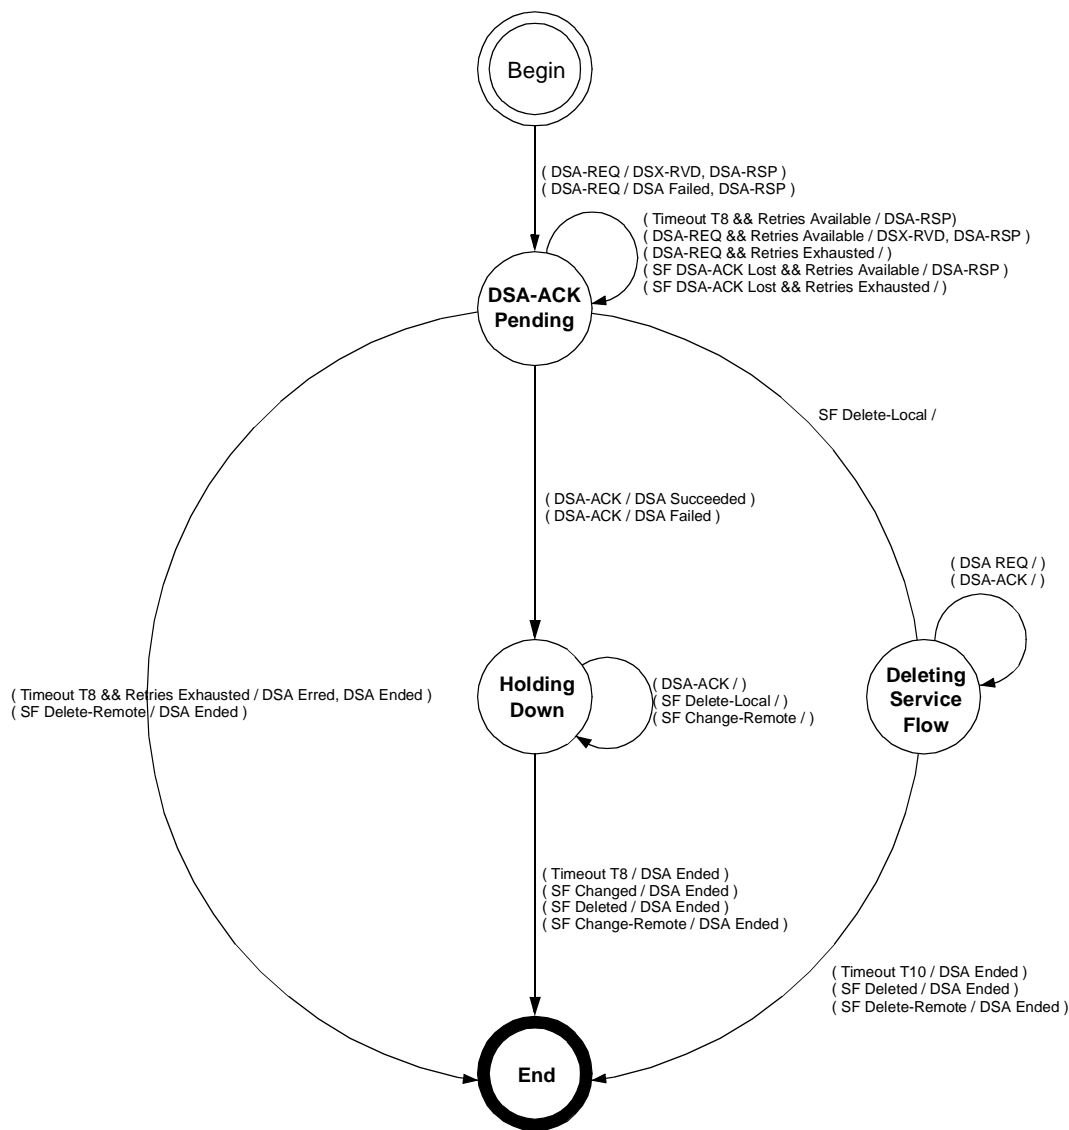 Begin
( DSA-REQ / DSX-RVD, DSA-RSP )
( DSA-REQ / DSA Failed, DSA-RSP )
( Timeout T8 && Retries Available / DSA-RSP)
( DSA-REQ && Retries Available / DSX-RVD, DSA-RSP )
( DSA-REQ && Retries Exhausted / )
( SF DSA-ACK Lost && Retries Available / DSA-RSP )
( SF DSA-ACK Lost && Retries Exhausted / )
DSA-ACK
Pending
SF Delete-Local /
( DSA-ACK / DSA Succeeded )
( DSA-ACK / DSA Failed )
( DSA REQ / )
( DSA-ACK / )
( Timeout T8 && Retries Exhausted / DSA Erred, DSA Ended )
( SF Delete-Remote / DSA Ended )
Holding
Down
( DSA-ACK / )
( SF Delete-Local / )
( SF Change-Remote / )
Deleting
Service
Flow
( Timeout T8 / DSA Ended )
( SF Changed / DSA Ended )
( SF Deleted / DSA Ended )
( SF Change-Remote / DSA Ended )
( Timeout T10 / DSA Ended )
( SF Deleted / DSA Ended )
( SF Delete-Remote / DSA Ended )
End